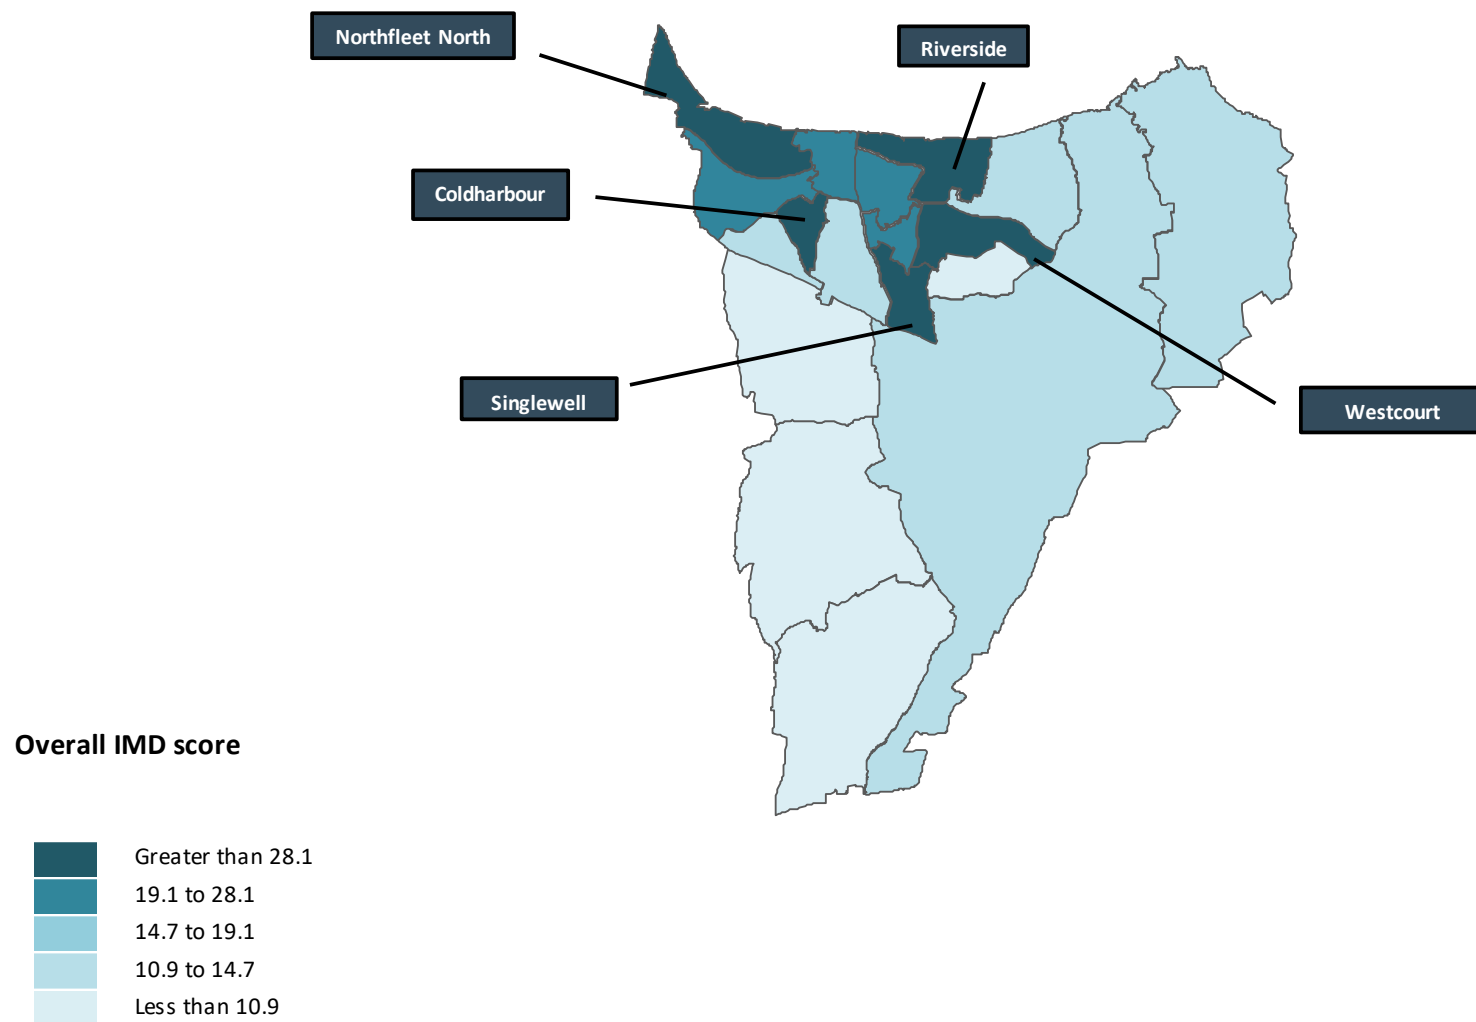 Northfleet North
Riverside
Coldharbour
Singlewell
Westcourt
Overall IMD score
Greater than 28.1
19.1 to 28.1
14.7 to 19.1
10.9 to 14.7
Less than 10.9